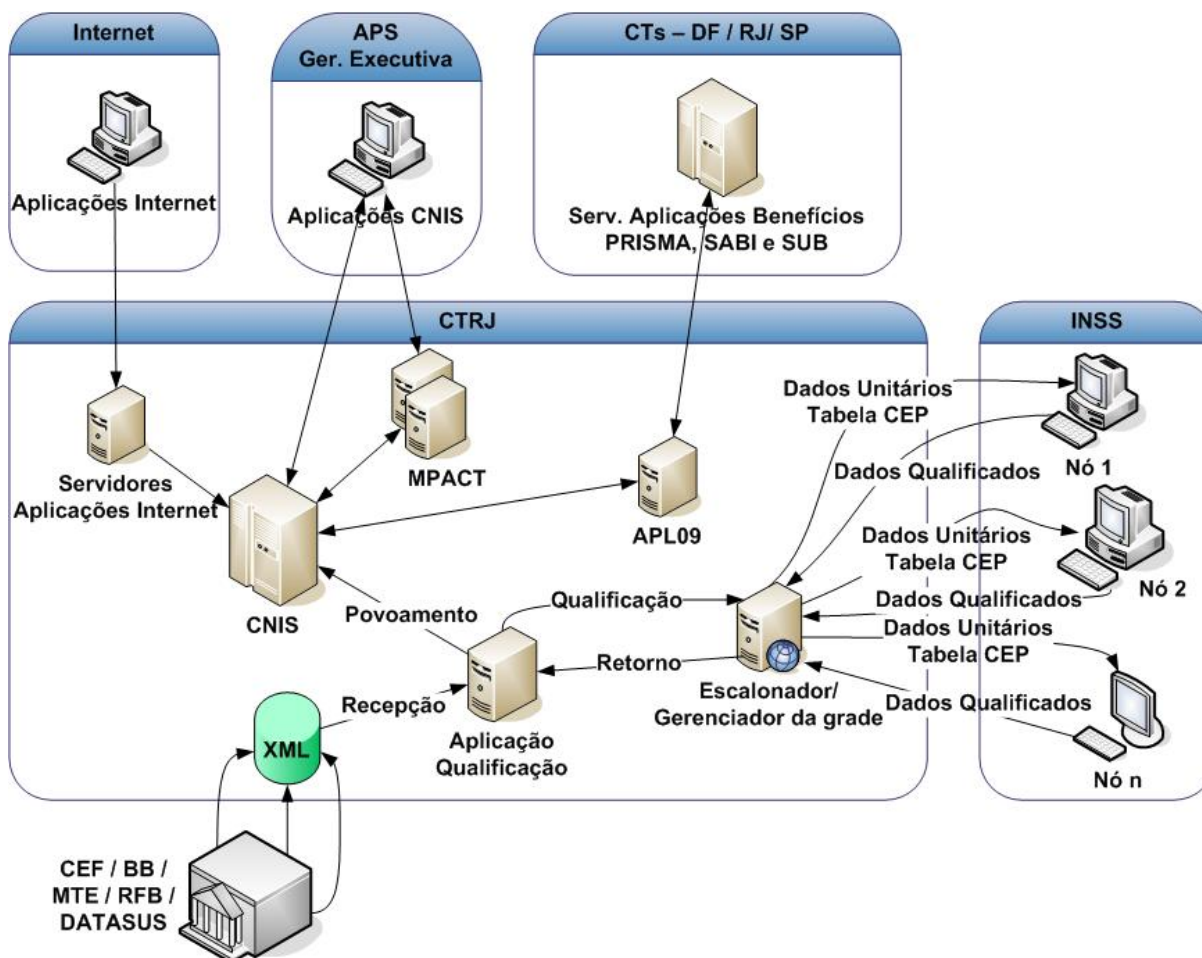 Internet
APS
Ger. Executiva
CTs – DF / RJ/ SP
Aplicações Internet
Aplicações CNIS
Serv. Aplicações Benefícios
PRISMA, SABI e SUB
CTRJ
INSS
Servidores
Aplicações Internet
MPACT
APL09
CNIS
Dados Unitários
Tabela CEP
Dados Qualificados
Nó 1
Dados Unitários
Tabela CEP
Dados Qualificados
Nó 2
Dados Unitários
Tabela CEP
Dados Qualificados
Nó n
Povoamento
Qualificação
Retorno
Recepção
Escalonador/
Gerenciador da grade
Aplicação
Qualificação
XML
CEF / BB /
MTE / RFB /
DATASUS